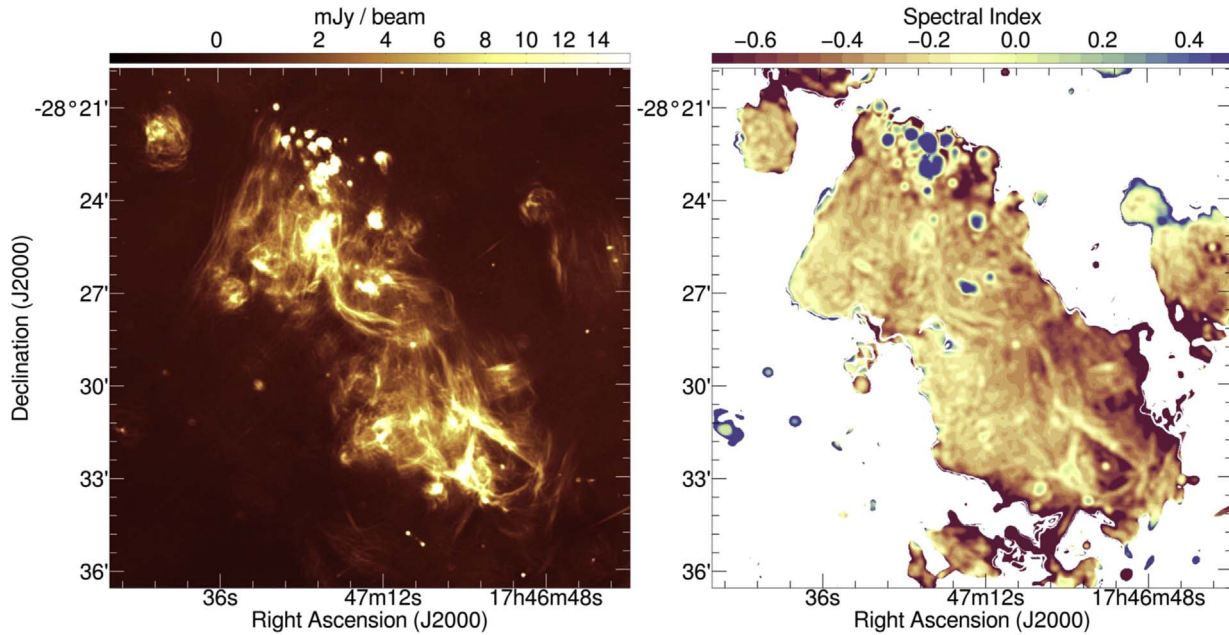 mJy / beam
0 2 4 6 8 10 12 14
-28°21'
24'
27'
30'
33'
36'
Declination (J2000)
36s 47m12s 17h46m48s
Right Ascension (J2000)
Spectral Index
−0.6 −0.4 −0.2 0.0 0.2 0.4
-28°21'
24'
27'
30'
33'
36'
36s 47m12s 17h46m48s
Right Ascension (J2000)